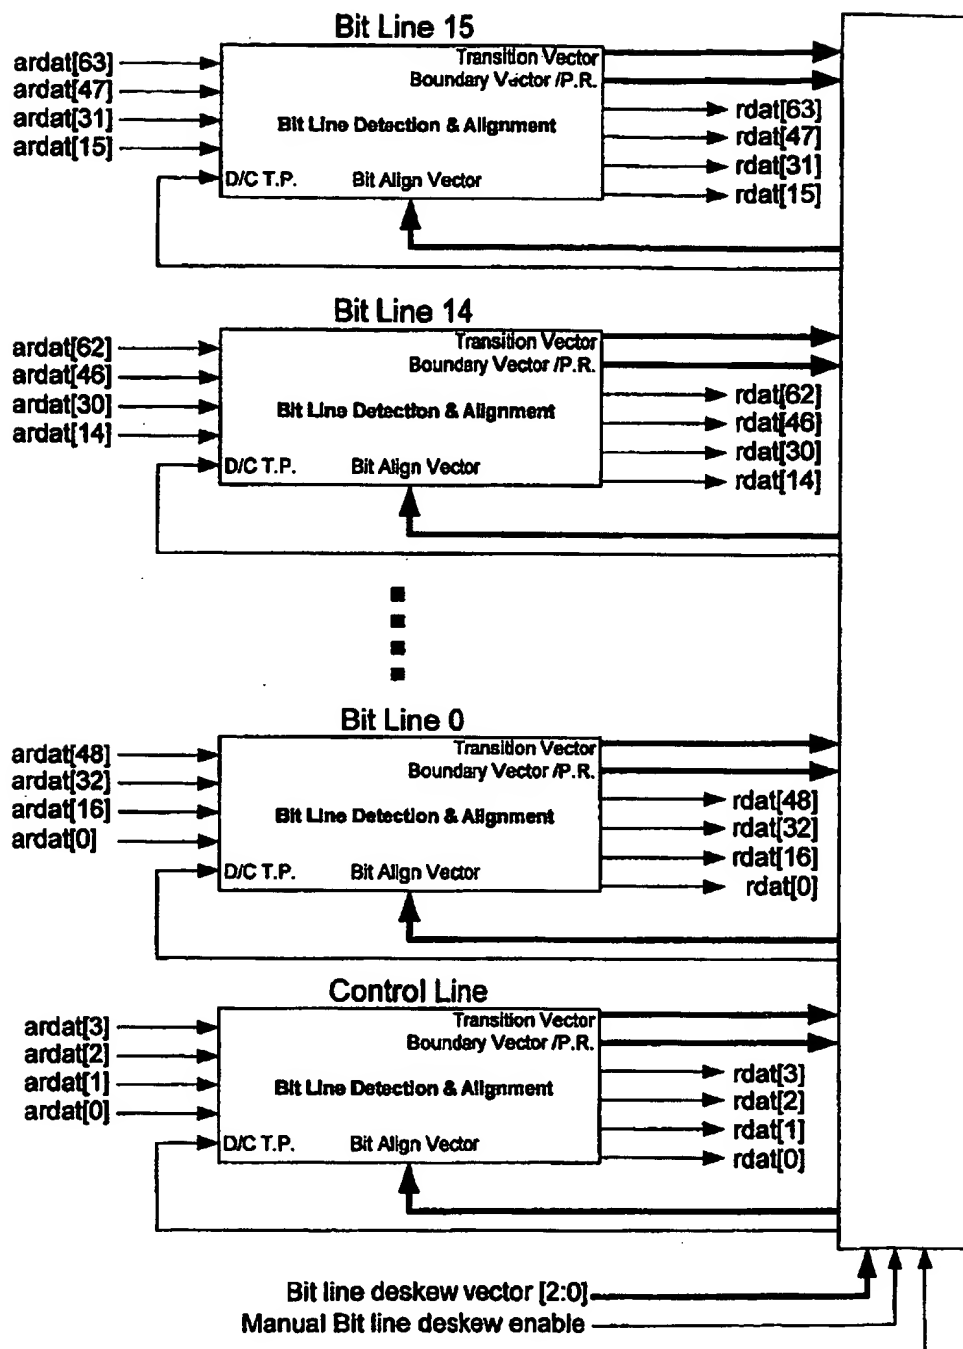 Bit Line 15
Transition Vector
ardat[63]
Boundary Vector /P.R.
ardat[47]
rdat[63]
ardat[31]
Bit Line Detection & Alignment
rdat[47]
ardat[15]
rdat[31]
D/C T.P.
Bit Align Vector
rdat[15]
Bit Line 14
Transition Vector
ardat[62]
Boundary Vector /P.R.
ardat[46]
rdat[62]
ardat[30]
Bit Line Detection & Alignment
rdat[46]
ardat[14]
rdat[30]
D/C T.P.
Bit Align Vector
rdat[14]
Bit Line 0
Transition Vector
ardat[48]
Boundary Vector /P.R.
ardat[32]
rdat[48]
ardat[16]
Bit Line Detection & Alignment
rdat[32]
ardat[0]
rdat[16]
D/C T.P.
Bit Align Vector
rdat[0]
Control Line
Transition Vector
ardat[3]
Boundary Vector /P.R.
ardat[2]
rdat[3]
ardat[1]
Bit Line Detection & Alignment
rdat[2]
ardat[0]
rdat[1]
D/C T.P.
Bit Align Vector
rdat[0]
Bit line deskew vector [2:0]
Manual Bit line deskew enable